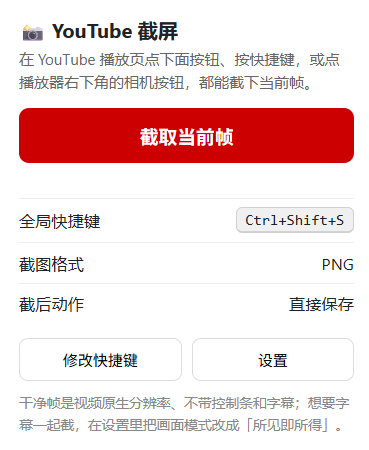 YouTube 截屏
在 YouTube 播放页点下面按钮、按快捷键，或点
播放器右下角的相机按钮，都能截下当前帧。
截取当前帧
全局快捷键 Ctrl+Shift+S
截图格式 PNG
截后动作 直接保存
修改快捷键 设置
干净帧是视频原生分辨率、不带控制条和字幕；想要字
幕一起截，在设置里把画面模式改成「所见即所得」。